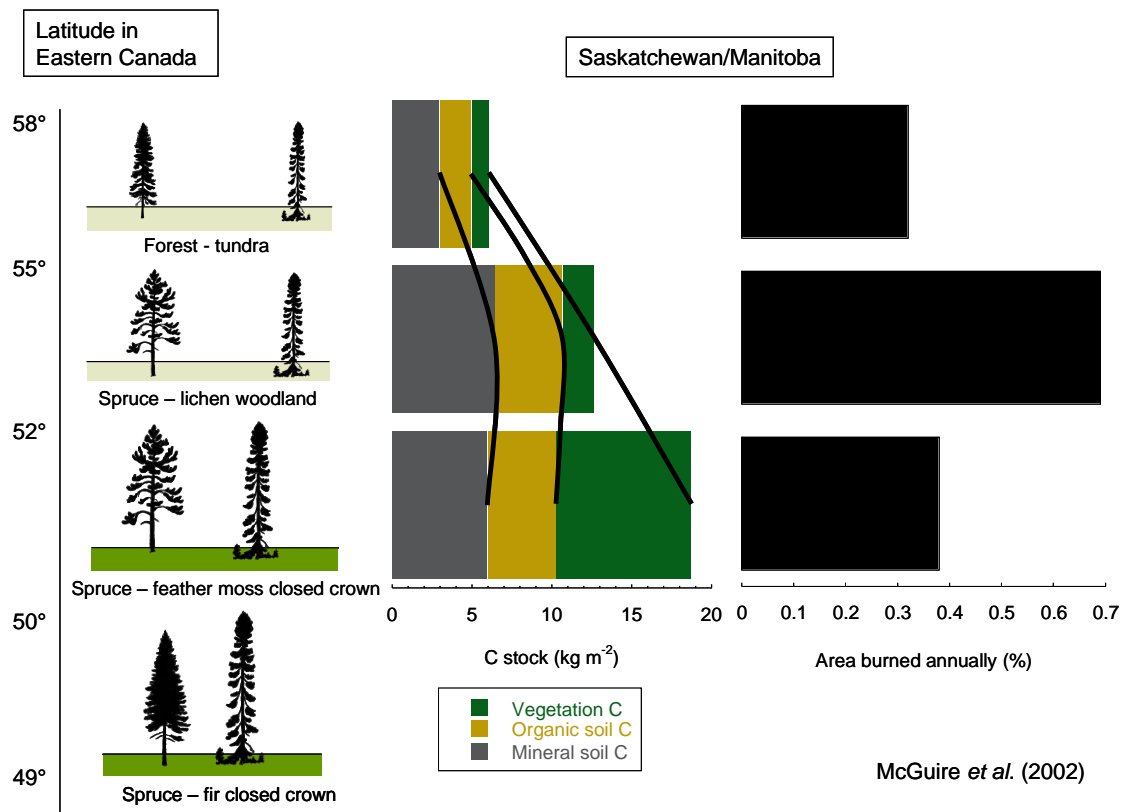 Latitude in
Eastern Canada
Saskatchewan/Manitoba
58°
Forest - tundra
55°
Spruce – lichen woodland
52°
Spruce – feather moss closed crown
50°
Spruce – fir closed crown
49°
0 5 10 15 20
C stock (kg m⁻²)
0 0.1 0.2 0.3 0.4 0.5 0.6 0.7
Area burned annually (%)
Vegetation C
Organic soil C
Mineral soil C
McGuire et al. (2002)